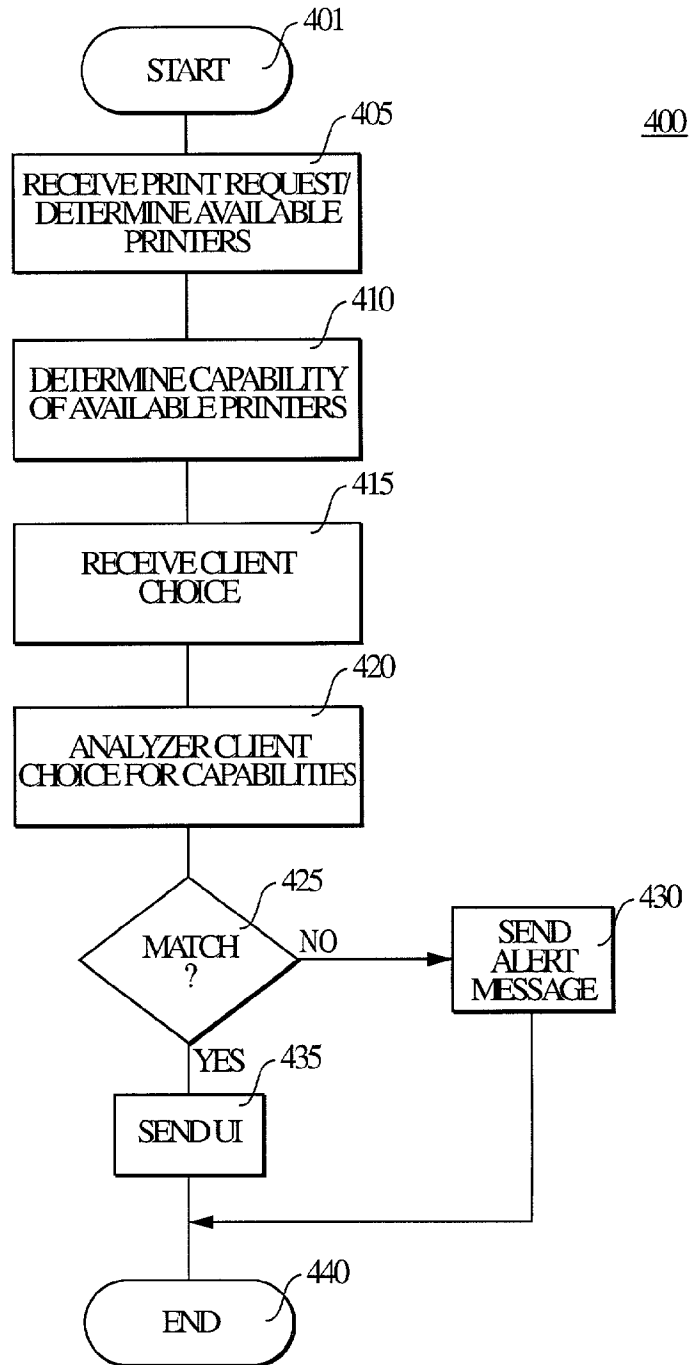 401
START
400
405
RECEIVE PRINT REQUEST/
DETERMINE AVAILABLE
PRINTERS
410
DETERMINE CAPABILITY
OF AVAILABLE PRINTERS
415
RECEIVE CLIENT
CHOICE
420
ANALYZER CLIENT
CHOICE FOR CAPABILITIES
425
MATCH
?
NO
430
SEND
ALERT
MESSAGE
YES
435
SEND UI
440
END